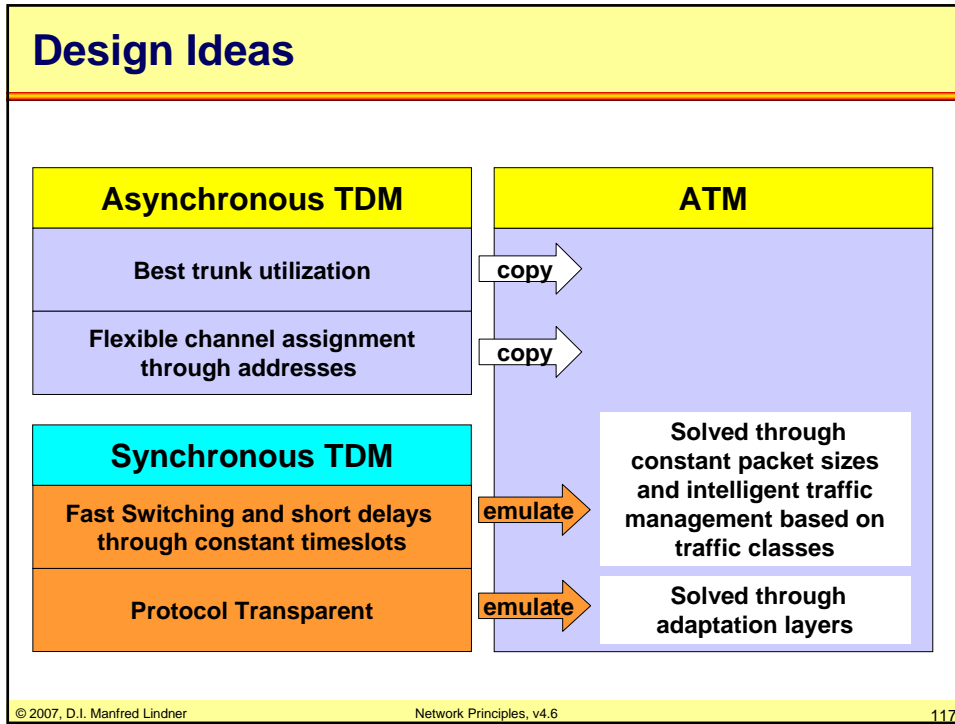 Design Ideas
Asynchronous TDM
Best trunk utilization
Flexible channel assignment
through addresses
Synchronous TDM
Fast Switching and short delays
through constant timeslots
Protocol Transparent
copy
copy
emulate
emulate
ATM
Solved through
constant packet sizes
and intelligent traffic
management based on
traffic classes
Solved through
adaptation layers
© 2007, D.I. Manfred Lindner
Network Principles, v4.6
117